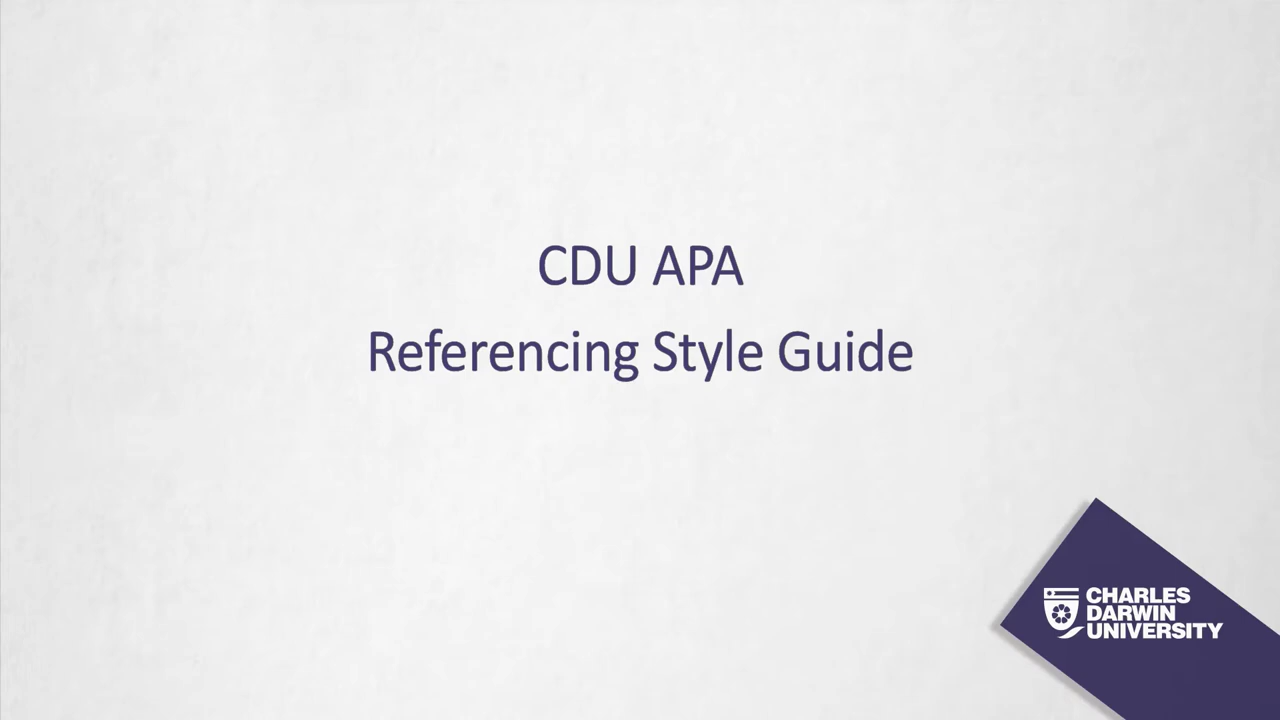 CDU APA
Referencing Style Guide
CHARLES
DARWIN
UNIVERSITY